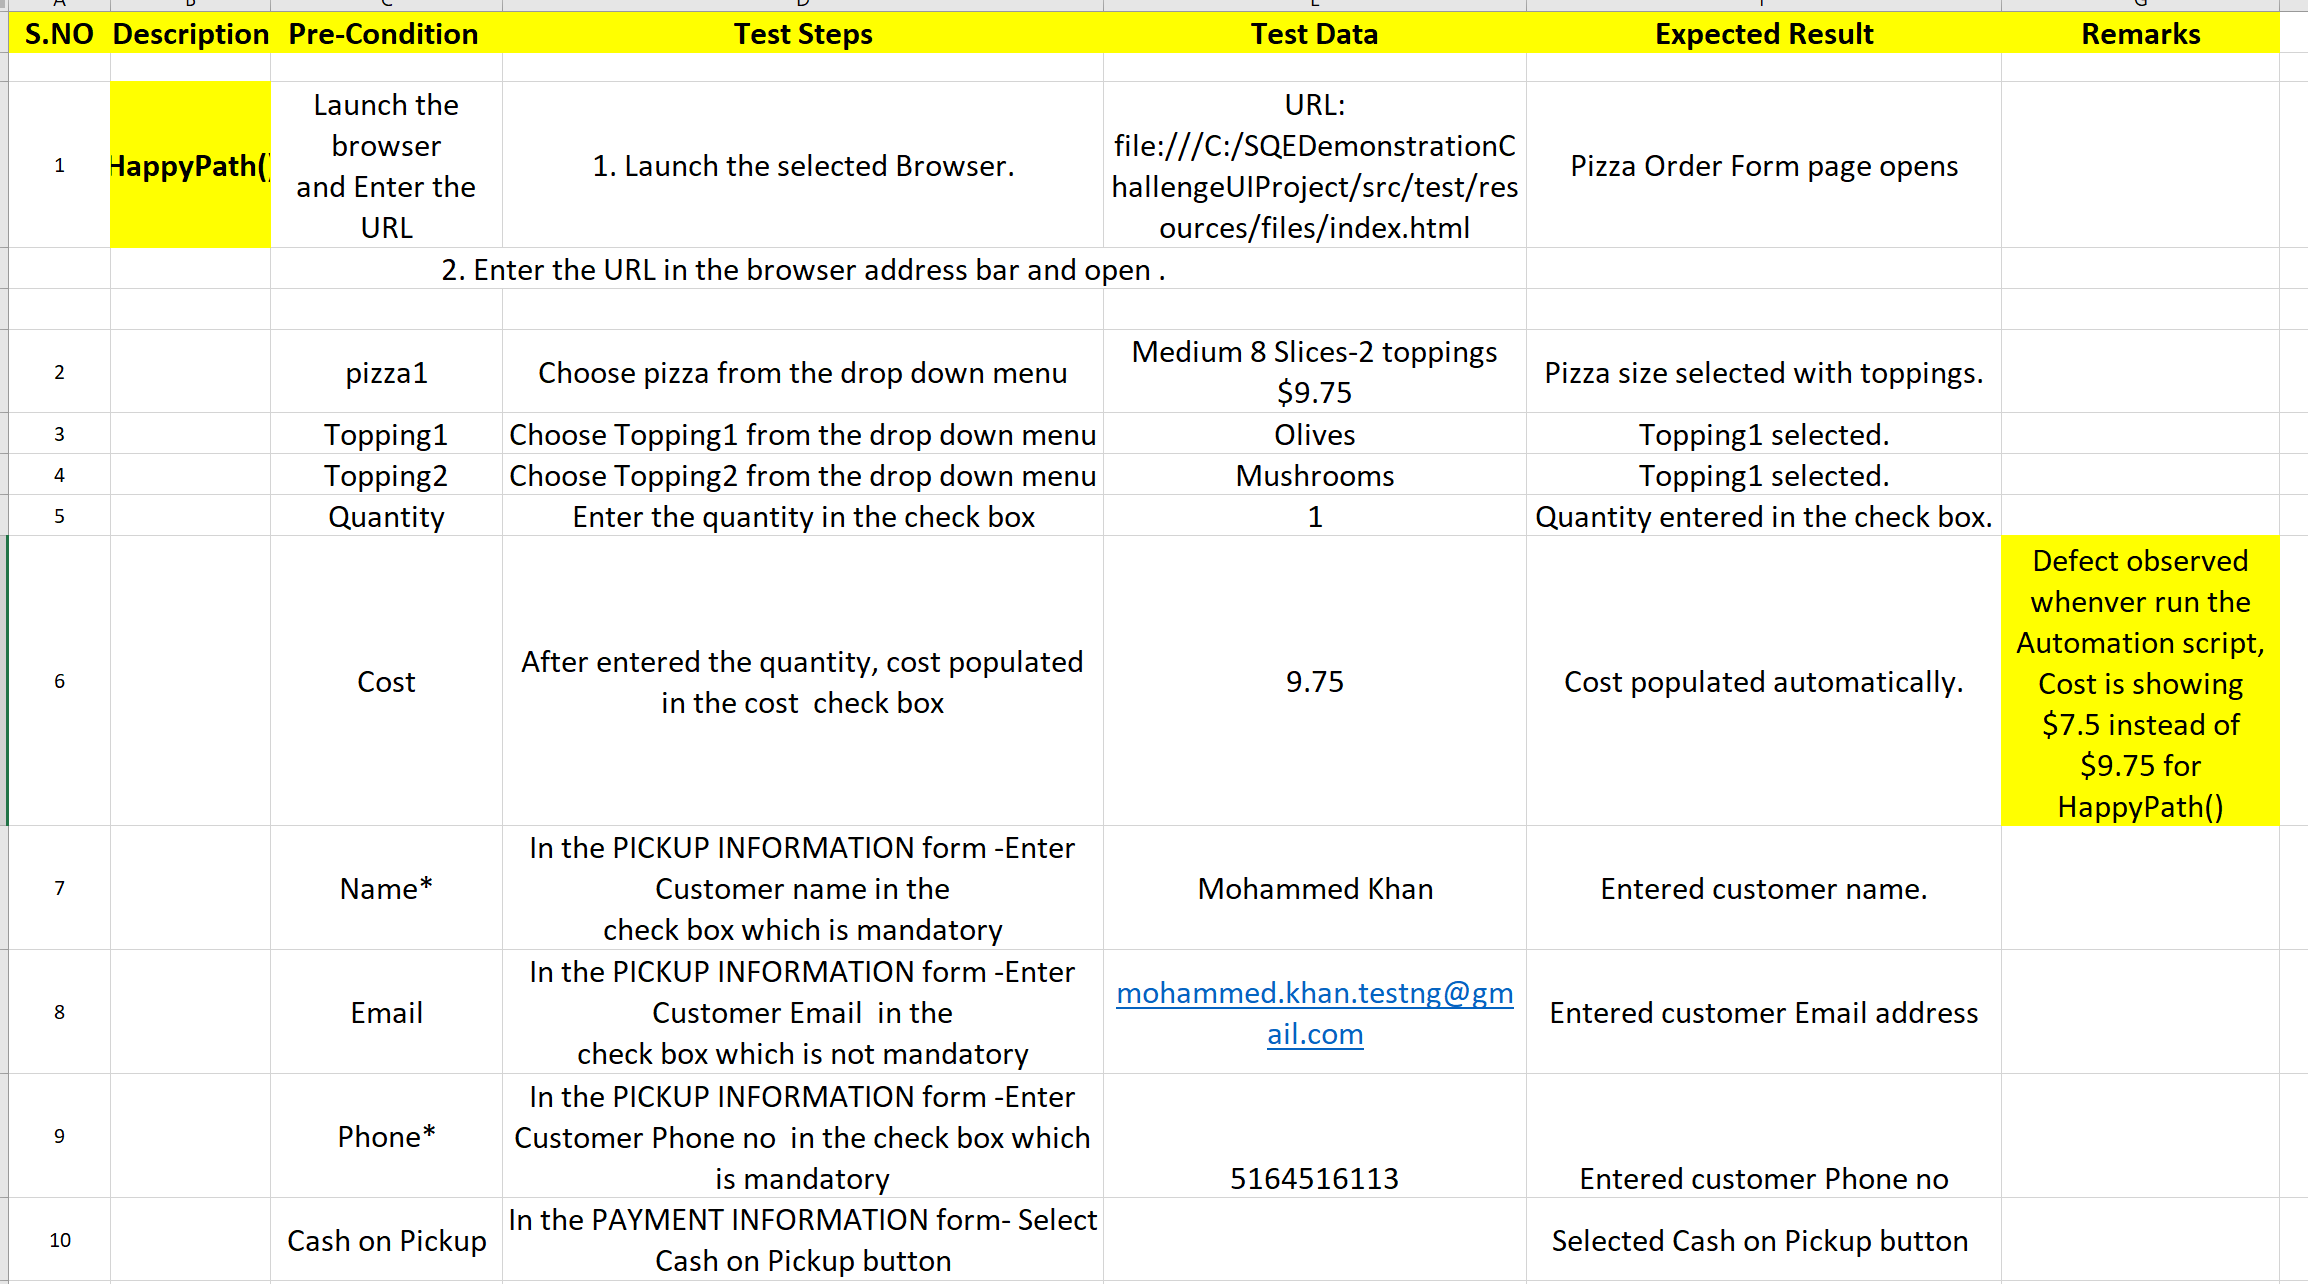 S.NO Description Pre-Condition Test Steps Test Data Expected Result Remarks
1
HappyPath()
Launch the
browser
and Enter the
URL
1. Launch the selected Browser.
URL:
file:///C:/SQEDemonstrationC
hallengeUIProject/src/test/res
ources/files/index.html
Pizza Order Form page opens
2. Enter the URL in the browser address bar and open .
2
pizza1
Choose pizza from the drop down menu
Medium 8 Slices-2 toppings
$9.75
Pizza size selected with toppings.
3 Topping1 Choose Topping1 from the drop down menu Olives Topping1 selected.
4 Topping2 Choose Topping2 from the drop down menu Mushrooms Topping1 selected.
5 Quantity Enter the quantity in the check box 1 Quantity entered in the check box.
6
Cost
After entered the quantity, cost populated
in the cost  check box
9.75
Cost populated automatically.
Defect observed
whenver run the
Automation script,
Cost is showing
$7.5 instead of
$9.75 for
HappyPath()
7
Name*
In the PICKUP INFORMATION form -Enter
Customer name in the
check box which is mandatory
Mohammed Khan
Entered customer name.
8
Email
In the PICKUP INFORMATION form -Enter
Customer Email  in the
check box which is not mandatory
mohammed.khan.testng@gm
ail.com
Entered customer Email address
9
Phone*
In the PICKUP INFORMATION form -Enter
Customer Phone no  in the check box which
is mandatory
5164516113
Entered customer Phone no
10
Cash on Pickup
In the PAYMENT INFORMATION form- Select
Cash on Pickup button
Selected Cash on Pickup button